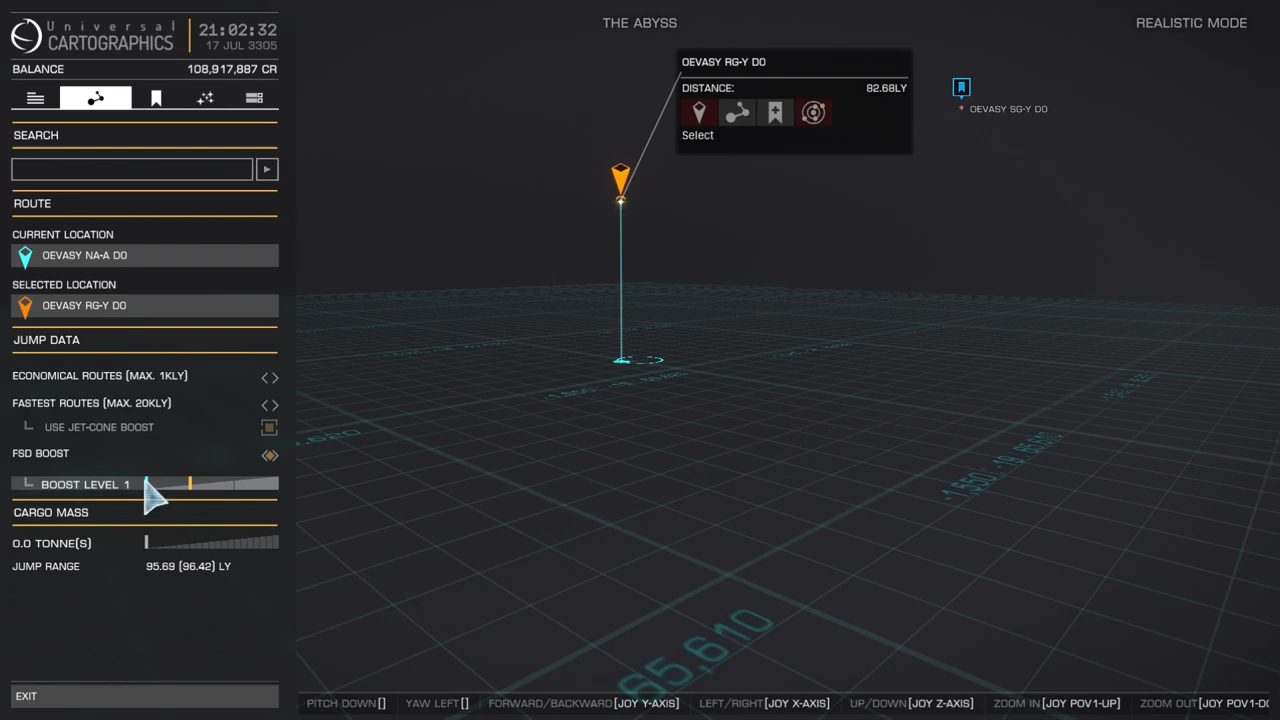 Universal
CARTOGRAPHICS
21:02:32
17 JUL 3305
BALANCE 108,917,887 CR
SEARCH
ROUTE
CURRENT LOCATION
OEVASY NA-A D0
SELECTED LOCATION
OEVASY RG-Y D0
JUMP DATA
ECONOMICAL ROUTES (MAX. 1KLY)
FASTEST ROUTES (MAX. 20KLY)
USE JET-CONE BOOST
FSD BOOST
BOOST LEVEL 1
CARGO MASS
0.0 TONNE(S)
JUMP RANGE 95.69 (96.42) LY
EXIT
THE ABYSS
REALISTIC MODE
OEVASY RG-Y D0
DISTANCE: 82.68LY
Select
OEVASY SG-Y D0
65,610
PITCH DOWN[] YAW LEFT[] FORWARD/BACKWARD[JOY Y-AXIS] LEFT/RIGHT[JOY X-AXIS] UP/DOWN[JOY Z-AXIS] ZOOM IN[JOY POV1-UP] ZOOM OUT[JOY POV1-DO